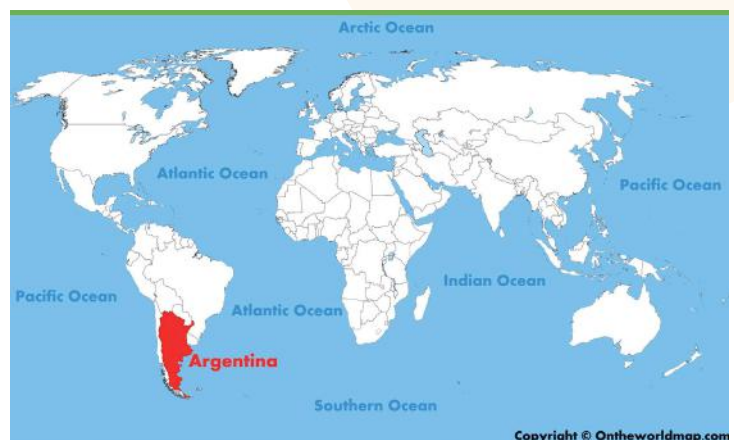 Arctic Ocean
Atlantic Ocean
Pacific Ocean
Indian Ocean
Pacific Ocean
Atlantic Ocean
Argentina
Southern Ocean
Copyright © Ontheworldmap.com